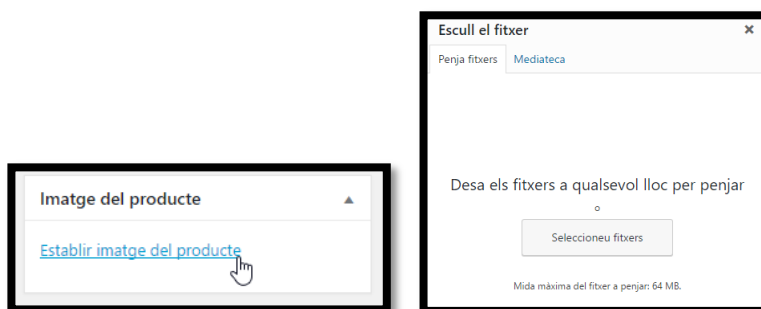 Imatge del producte
Establir imatge del producte
Escull el fitxer
Penja fitxers Mediateca
Desa els fitxers a qualsevol lloc per penjar
o
Seleccioneu fitxers
Mida màxima del fitxer a penjar: 64 MB.